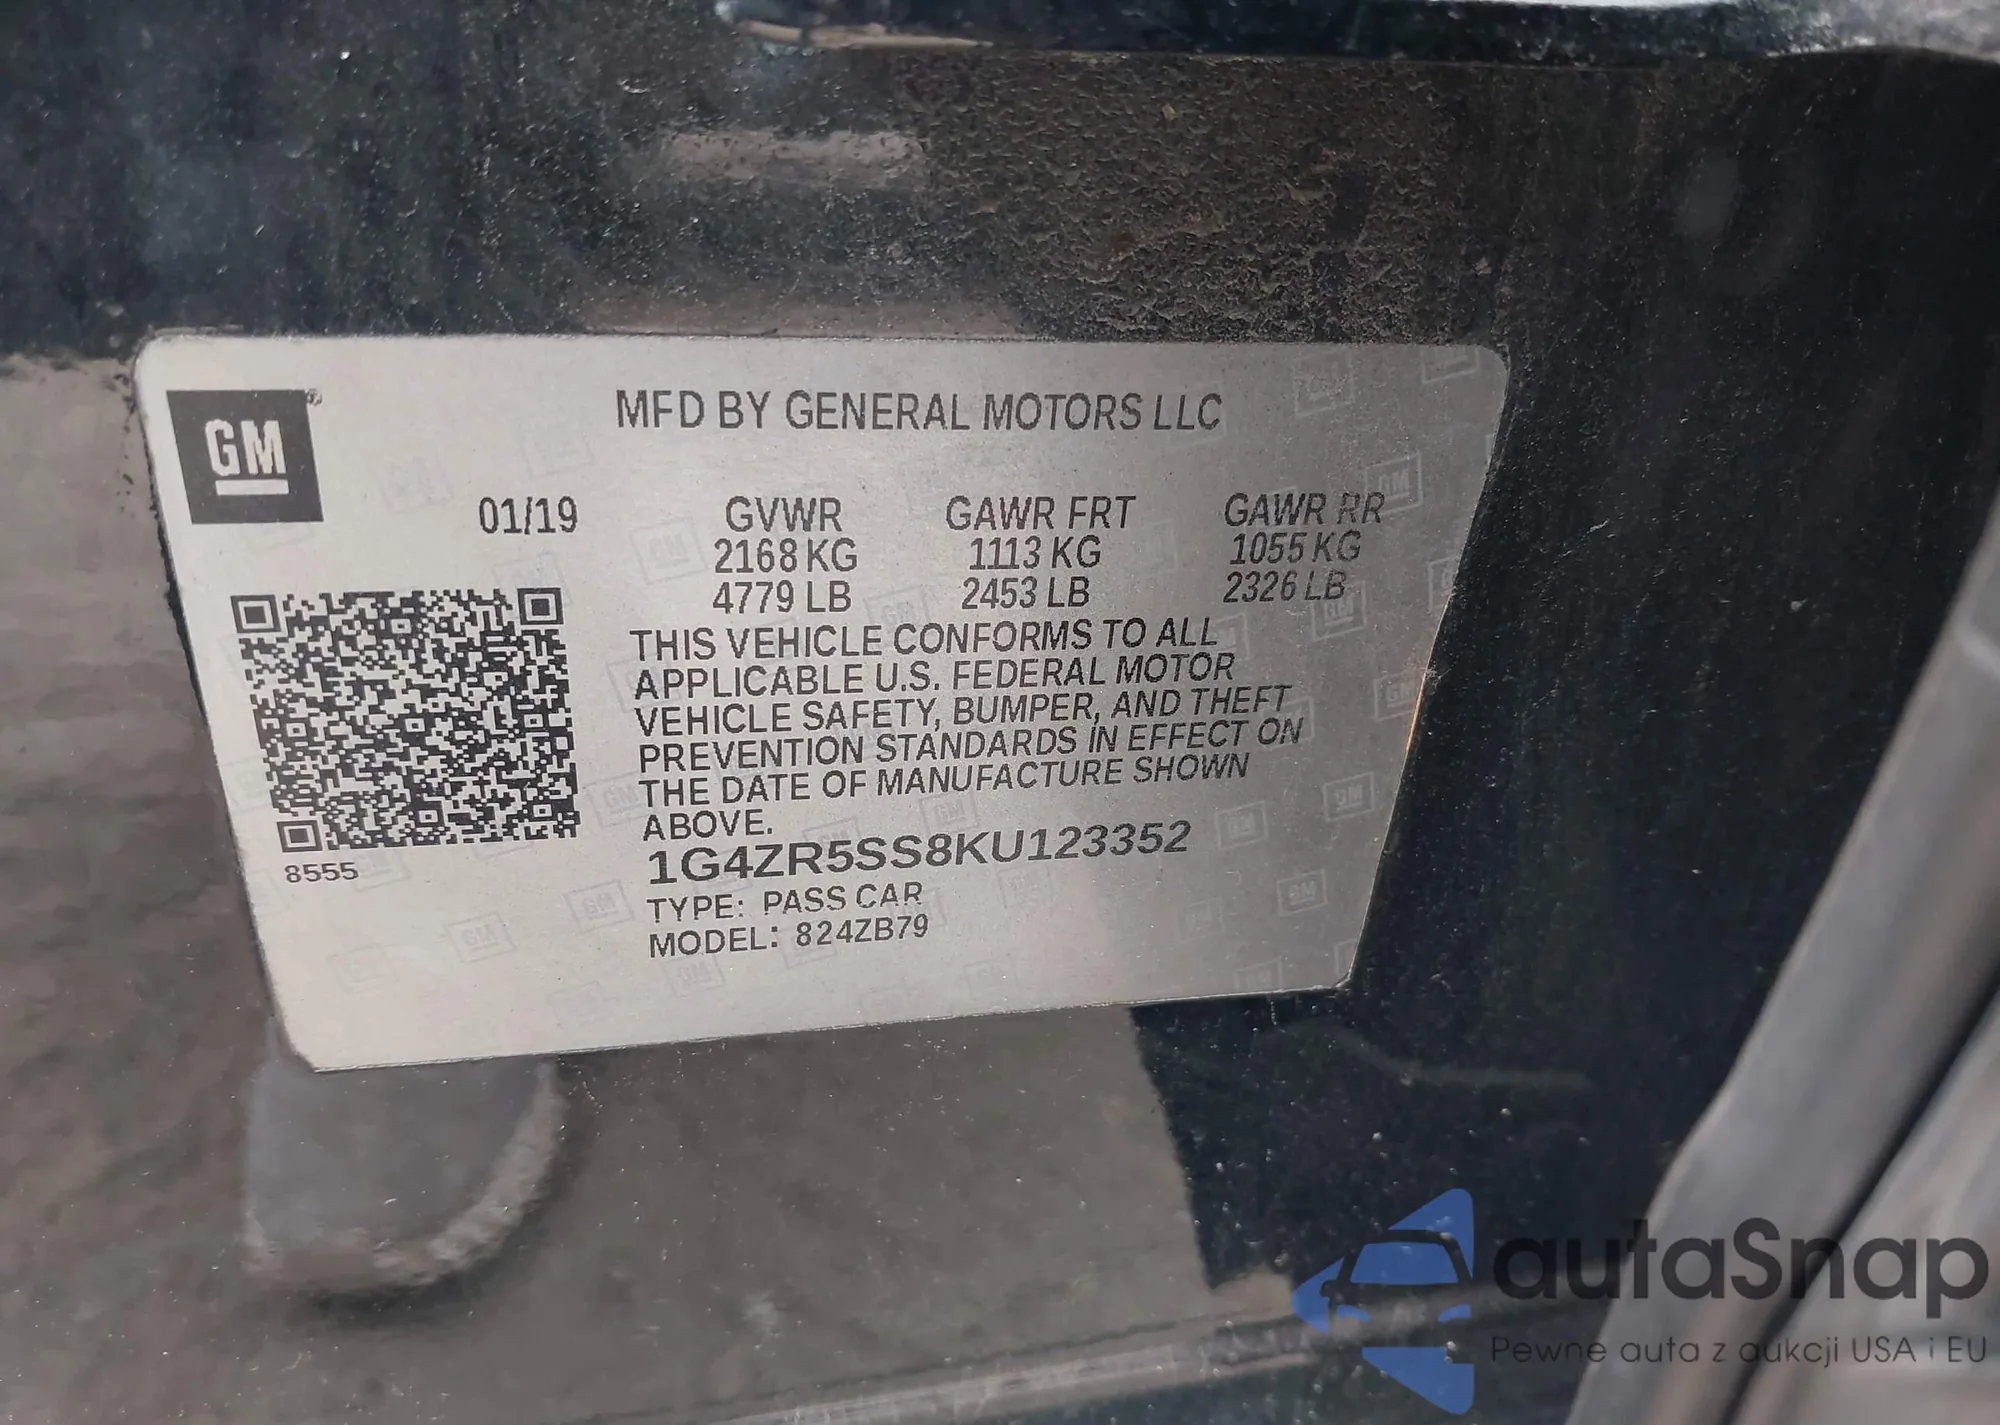 GM
MFD BY GENERAL MOTORS LLC
01/19 GVWR GAWR FRT GAWR RR
2168 KG 1113 KG 1055 KG
4779 LB 2453 LB 2326 LB
THIS VEHICLE CONFORMS TO ALL
APPLICABLE U.S. FEDERAL MOTOR
VEHICLE SAFETY, BUMPER, AND THEFT
PREVENTION STANDARDS IN EFFECT ON
THE DATE OF MANUFACTURE SHOWN
ABOVE.
8555
1G4ZR5SS8KU123352
TYPE: PASS CAR
MODEL: 824ZB79
autaSnap
Pewne auta z aukcji USA i EU